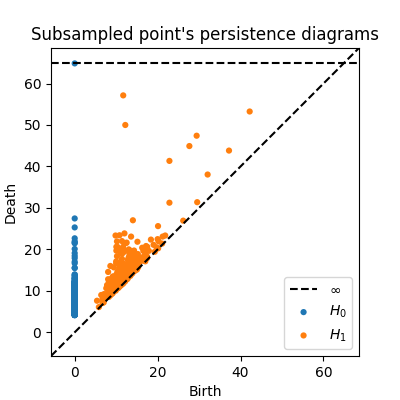 Subsampled point's persistence diagrams
Death
60
50
40
30
20
10
0
∞
H₀
H₁
0 20 40 60
Birth